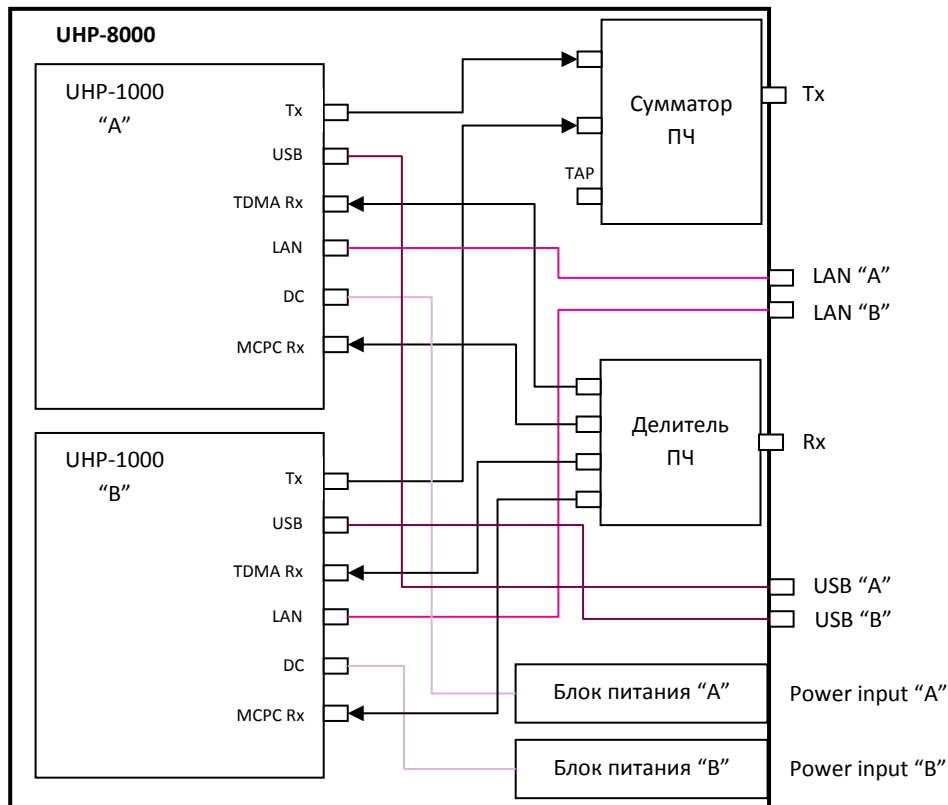 UHP-8000
UHP-1000
“A”
Tx
USB
TDMA Rx
LAN
DC
MCPC Rx
UHP-1000
“B”
Tx
USB
TDMA Rx
LAN
DC
MCPC Rx
Сумматор
ПЧ
TAP
Tx
LAN “A”
LAN “B”
Делитель
ПЧ
Rx
USB “A”
USB “B”
Блок питания “A”
Power input “A”
Блок питания “B”
Power input “B”